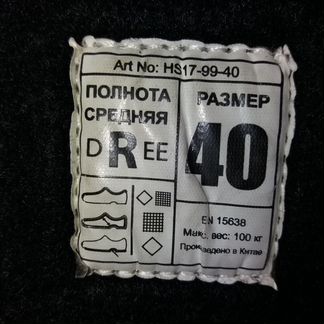 Art No: HS17-99-40
ПОЛНОТА
СРЕДНЯЯ
D R EE
РАЗМЕР
40
EN 15638
Макс. вес: 100 кг
Произведено в Китае